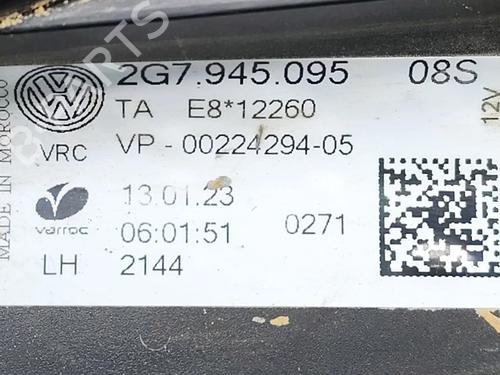 2G7.945.095 08S
TA E8*12260
VRC VP - 00224294-05
13.01.23
varroc 06:01:51 0271
LH 2144
MADE IN MOROCCO
12V